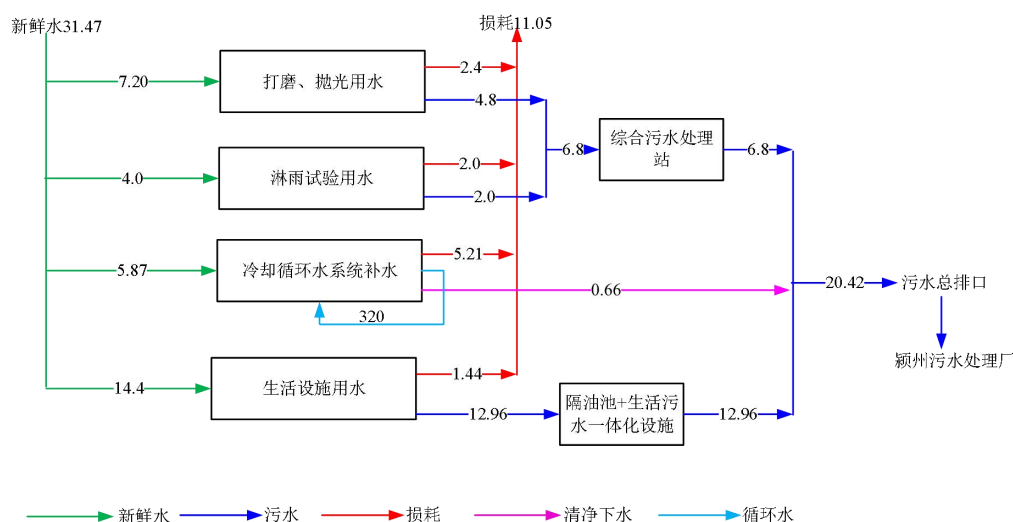 新鲜水31.47
损耗11.05
7.20
打磨、抛光用水
2.4
4.8
4.0
淋雨试验用水
2.0
2.0
6.8
综合污水处理
站
6.8
5.87
冷却循环水系统补水
5.21
0.66
320
20.42
污水总排口
颍州污水处理厂
14.4
生活设施用水
1.44
12.96
隔油池+生活污
水一体化设施
12.96
新鲜水
污水
损耗
清净下水
循环水